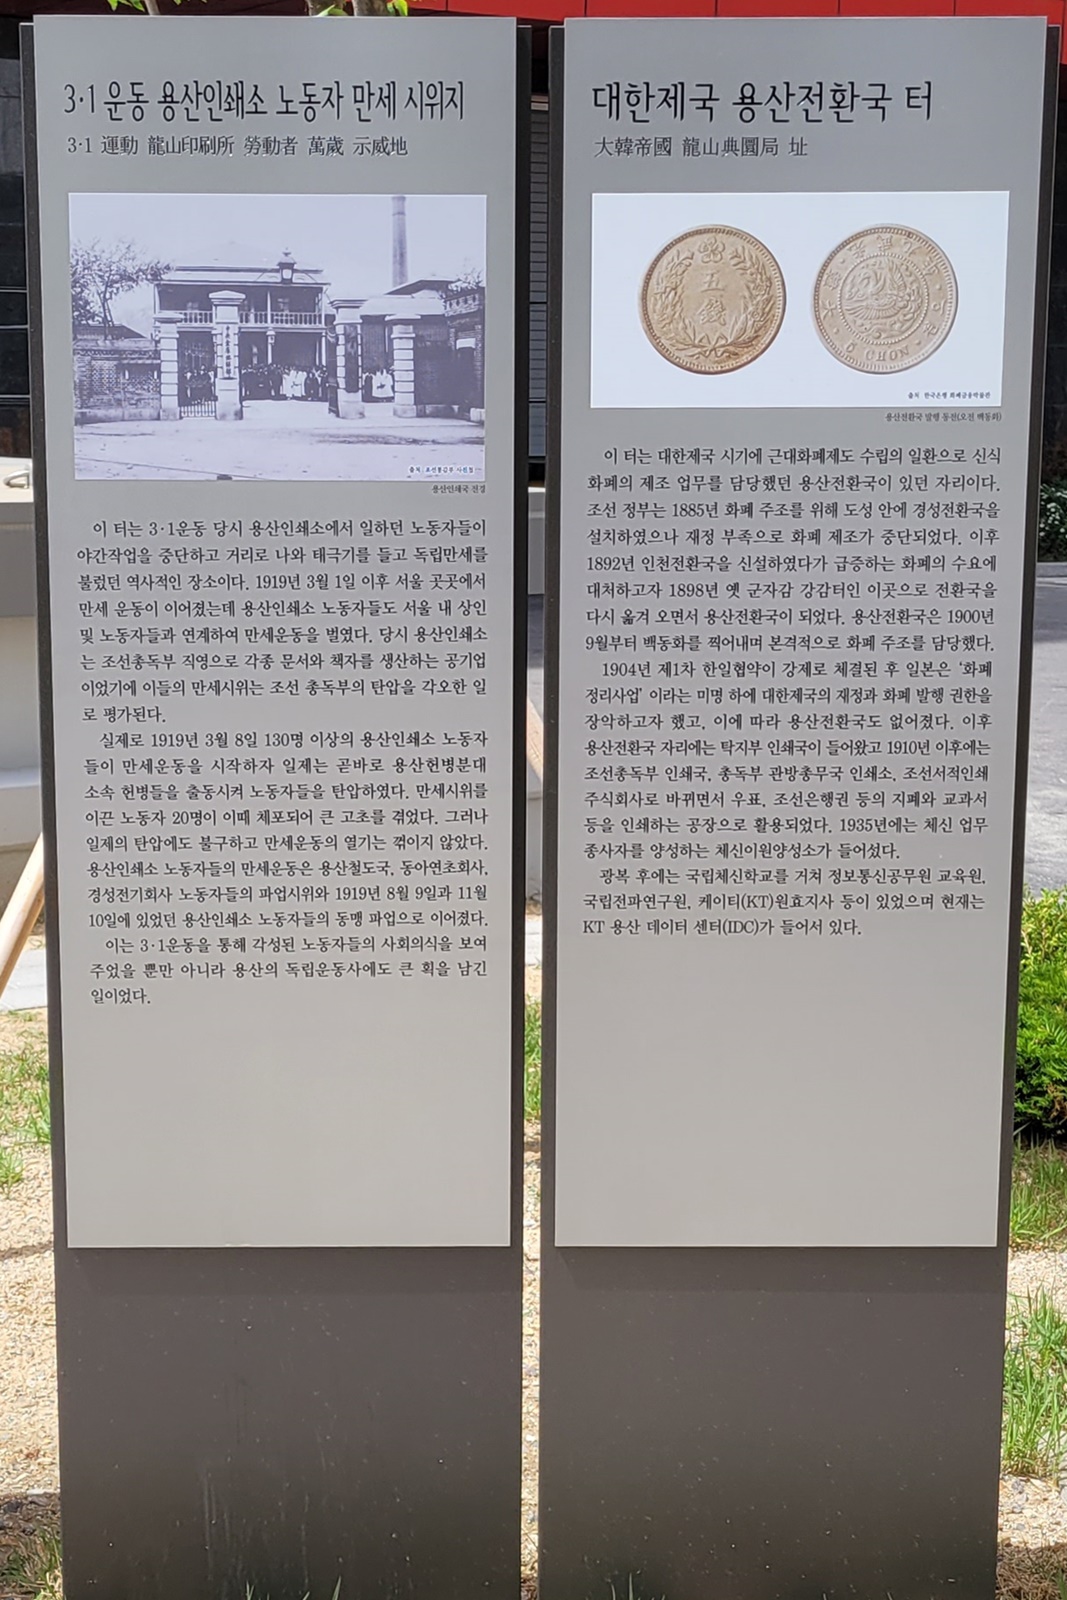 3·1 운동 용산인쇄소 노동자 만세 시위지
3·1 運動 龍山印刷所 勞動者 萬歲 示威地
출처 조선총감부 사진첩
용산인쇄국 전경
이 터는 3·1운동 당시 용산인쇄소에서 일하던 노동자들이
야간작업을 중단하고 거리로 나와 태극기를 들고 독립만세를
불렀던 역사적인 장소이다. 1919년 3월 1일 이후 서울 곳곳에서
만세 운동이 이어졌는데 용산인쇄소 노동자들도 서울 내 상인
및 노동자들과 연계하여 만세운동을 벌였다. 당시 용산인쇄소
는 조선총독부 직영으로 각종 문서와 책자를 생산하는 공기업
이었기에 이들의 만세시위는 조선 총독부의 탄압을 각오한 일
로 평가된다.
실제로 1919년 3월 8일 130명 이상의 용산인쇄소 노동자
들이 만세운동을 시작하자 일제는 곧바로 용산헌병분대
소속 헌병들을 출동시켜 노동자들을 탄압하였다. 만세시위를
이끈 노동자 20명이 이때 체포되어 큰 고초를 겪었다. 그러나
일제의 탄압에도 불구하고 만세운동의 열기는 꺾이지 않았다.
용산인쇄소 노동자들의 만세운동은 용산철도국, 동아연초회사,
경성전기회사 노동자들의 파업시위와 1919년 8월 9일과 11월
10일에 있었던 용산인쇄소 노동자들의 동맹 파업으로 이어졌다.
이는 3·1운동을 통해 각성된 노동자들의 사회의식을 보여
주었을 뿐만 아니라 용산의 독립운동사에도 큰 획을 남긴
일이었다.
대한제국 용산전환국 터
大韓帝國 龍山典圜局 址
五
錢
5 CHON
출처 한국은행 화폐금융박물관
용산전환국 발행 동전(오전 백동화)
이 터는 대한제국 시기에 근대화폐제도 수립의 일환으로 신식
화폐의 제조 업무를 담당했던 용산전환국이 있던 자리이다.
조선 정부는 1885년 화폐 주조를 위해 도성 안에 경성전환국을
설치하였으나 재정 부족으로 화폐 제조가 중단되었다. 이후
1892년 인천전환국을 신설하였다가 급증하는 화폐의 수요에
대처하고자 1898년 옛 군자감 강감터인 이곳으로 전환국을
다시 옮겨 오면서 용산전환국이 되었다. 용산전환국은 1900년
9월부터 백동화를 찍어내며 본격적으로 화폐 주조를 담당했다.
1904년 제1차 한일협약이 강제로 체결된 후 일본은 ‘화폐
정리사업’ 이라는 미명 하에 대한제국의 재정과 화폐 발행 권한을
장악하고자 했고, 이에 따라 용산전환국도 없어졌다. 이후
용산전환국 자리에는 탁지부 인쇄국이 들어왔고 1910년 이후에는
조선총독부 인쇄국, 총독부 관방총무국 인쇄소, 조선서적인쇄
주식회사로 바뀌면서 우표, 조선은행권 등의 지폐와 교과서
등을 인쇄하는 공장으로 활용되었다. 1935년에는 체신 업무
종사자를 양성하는 체신이원양성소가 들어섰다.
광복 후에는 국립체신학교를 거쳐 정보통신공무원 교육원,
국립전파연구원, 케이티(KT)원효지사 등이 있었으며 현재는
KT 용산 데이터 센터(IDC)가 들어서 있다.